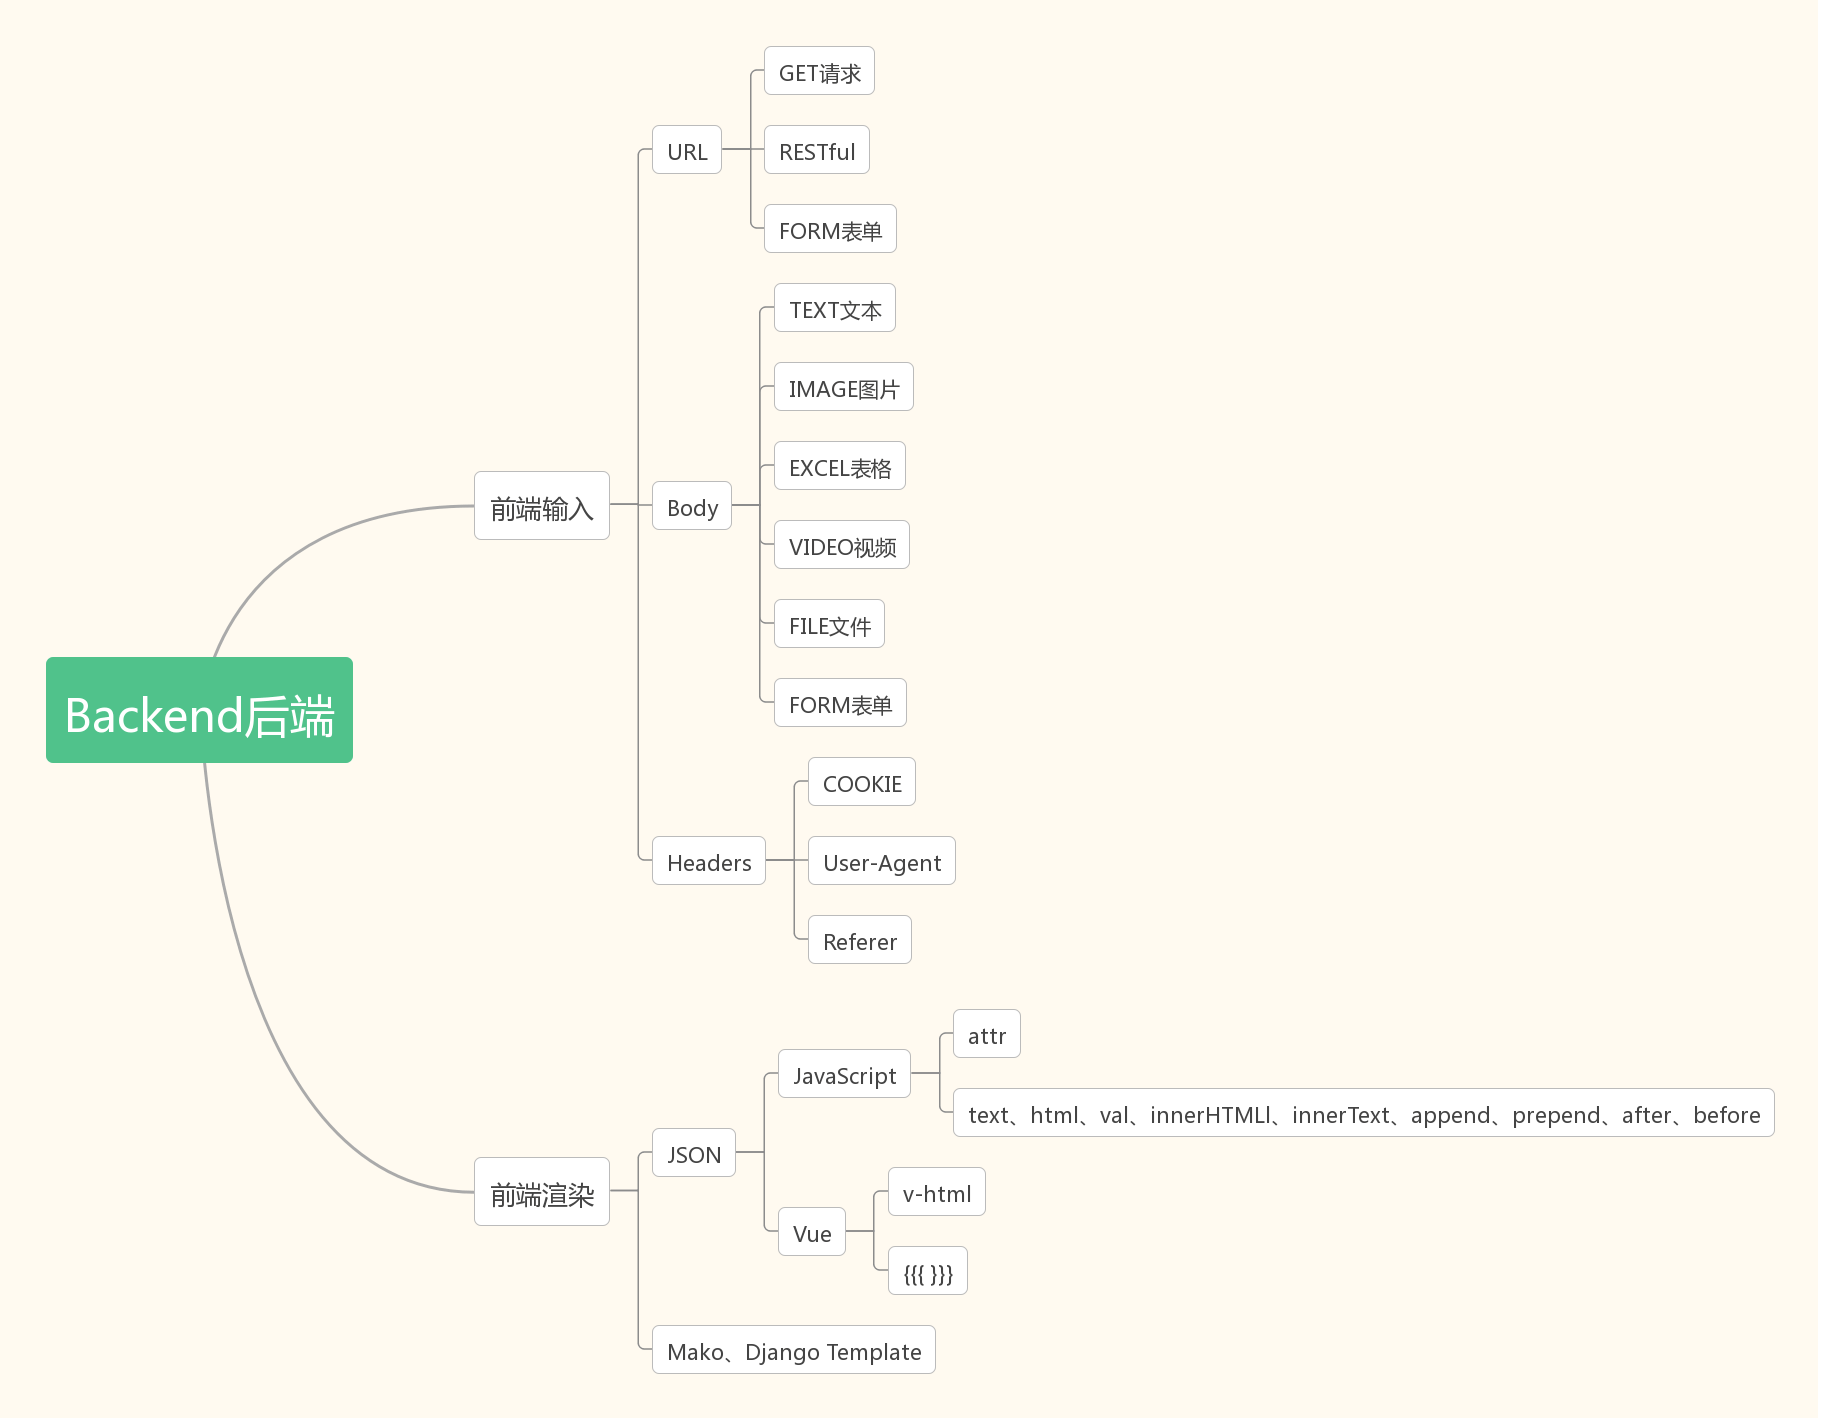 GET请求
URL
RESTful
FORM表单
TEXT文本
IMAGE图片
EXCEL表格
前端输入
Body
VIDEO视频
FILE文件
FORM表单
Backend后端
COOKIE
Headers
User-Agent
Referer
attr
JavaScript
text、html、val、innerHTMLl、innerText、append、prepend、after、before
JSON
前端渲染
v-html
Vue
{{{ }}}
Mako、Django Template